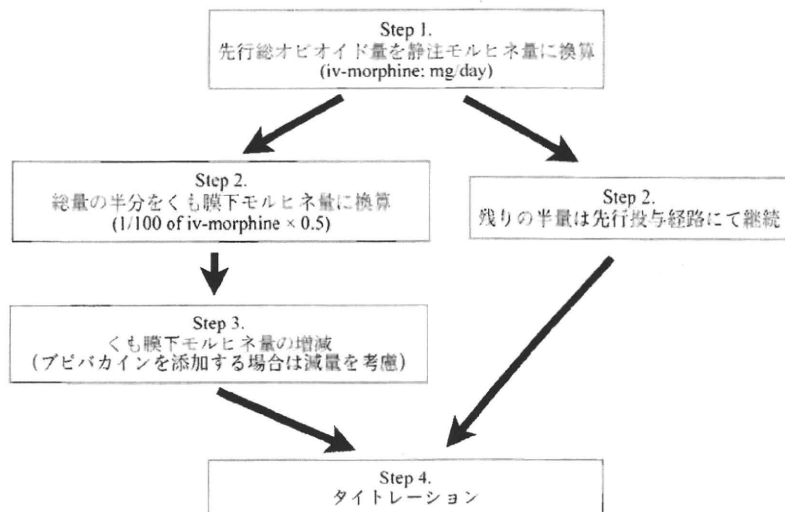 Step 1.
先行総オピオイド量を静注モルヒネ量に換算
(iv-morphine: mg/day)
Step 2.
総量の半分をくも膜下モルヒネ量に換算
(1/100 of iv-morphine × 0.5)
Step 2.
残りの半量は先行投与経路にて継続
Step 3.
くも膜下モルヒネ量の増減
(ブピバカインを添加する場合は減量を考慮)
Step 4.
タイトレーション